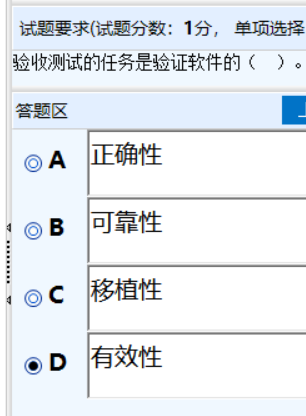 试题要求(试题分数：1分， 单项选择
验收测试的任务是验证软件的（ ）。
答题区
A 正确性
B 可靠性
C 移植性
D 有效性